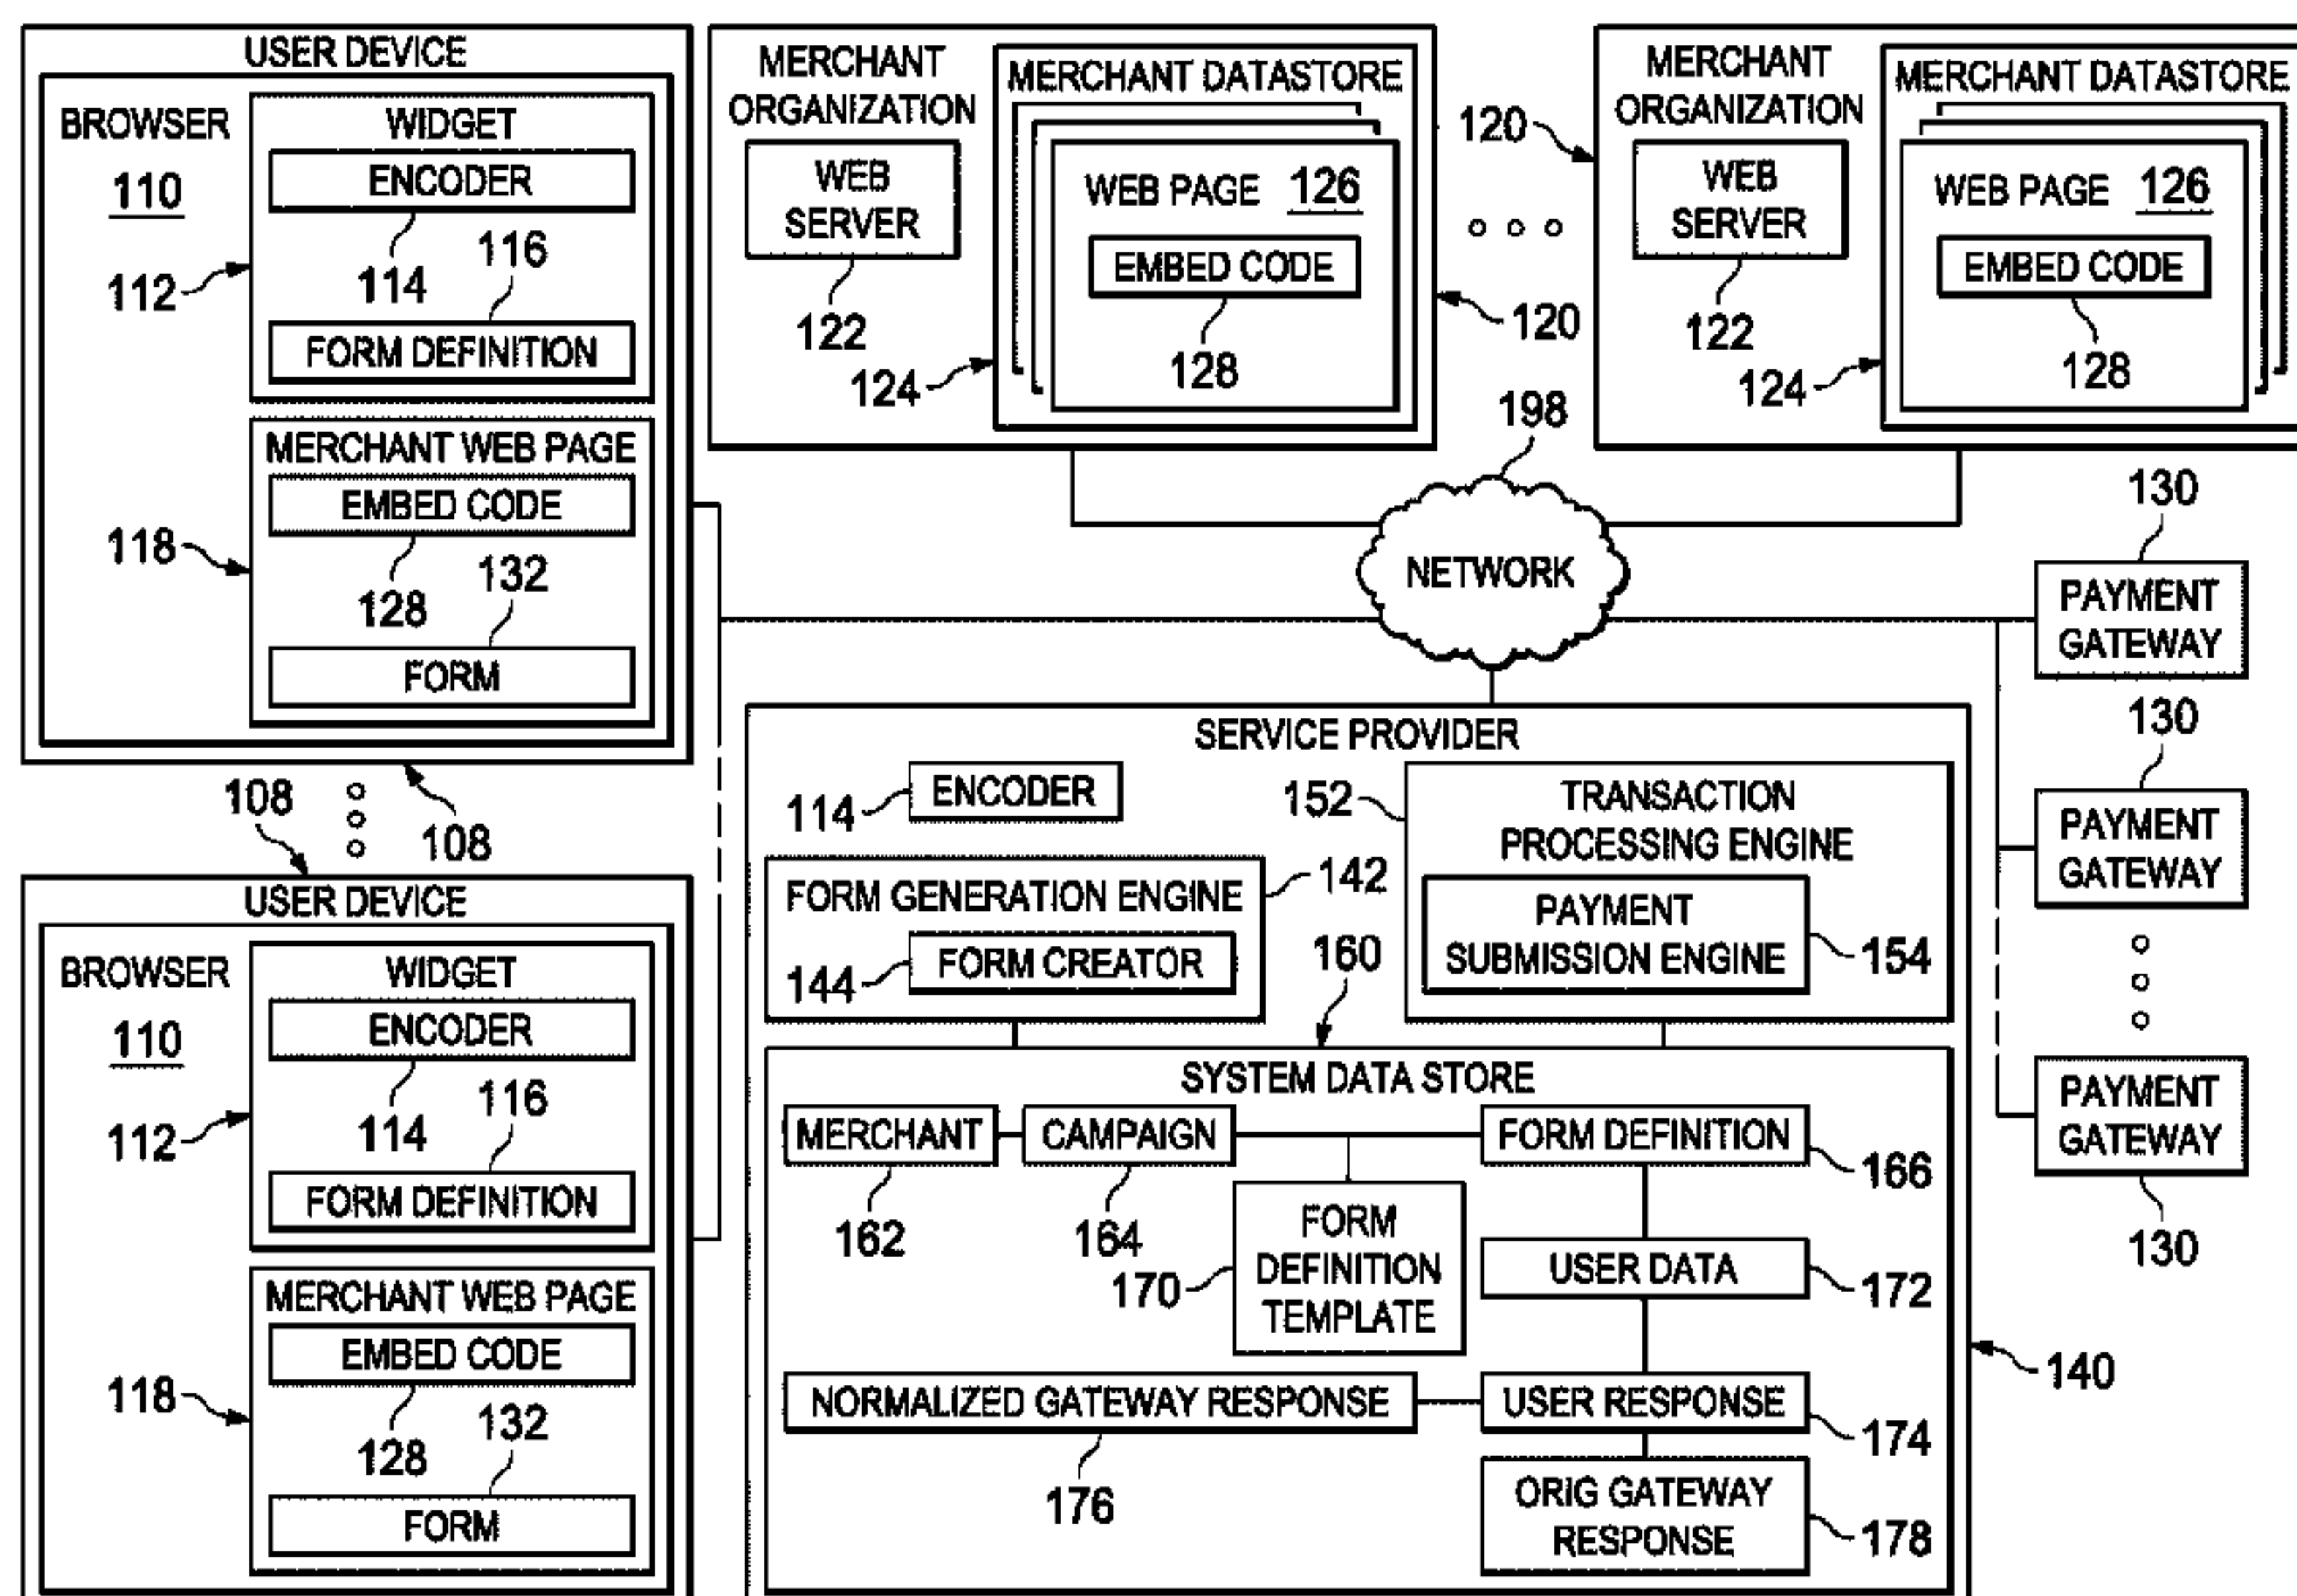 USER DEVICE
BROWSER
110
WIDGET
ENCODER
114
116
112
FORM DEFINITION
MERCHANT WEB PAGE
EMBED CODE
118
128
132
FORM
108
108
USER DEVICE
BROWSER
110
WIDGET
ENCODER
114
116
112
FORM DEFINITION
MERCHANT WEB PAGE
EMBED CODE
118
128
132
FORM
MERCHANT
ORGANIZATION
WEB
SERVER
122
MERCHANT DATASTORE
WEB PAGE 126
EMBED CODE
128
124
120
120
MERCHANT
ORGANIZATION
WEB
SERVER
122
MERCHANT DATASTORE
WEB PAGE 126
EMBED CODE
128
124
198
NETWORK
130
PAYMENT
GATEWAY
130
PAYMENT
GATEWAY
PAYMENT
GATEWAY
130
SERVICE PROVIDER
114
ENCODER
FORM GENERATION ENGINE
142
144
FORM CREATOR
152
TRANSACTION
PROCESSING ENGINE
PAYMENT
SUBMISSION ENGINE
154
160
SYSTEM DATA STORE
MERCHANT
162
CAMPAIGN
164
FORM DEFINITION
166
170
FORM
DEFINITION
TEMPLATE
USER DATA
172
NORMALIZED GATEWAY RESPONSE
176
USER RESPONSE
174
ORIG GATEWAY
RESPONSE
178
140